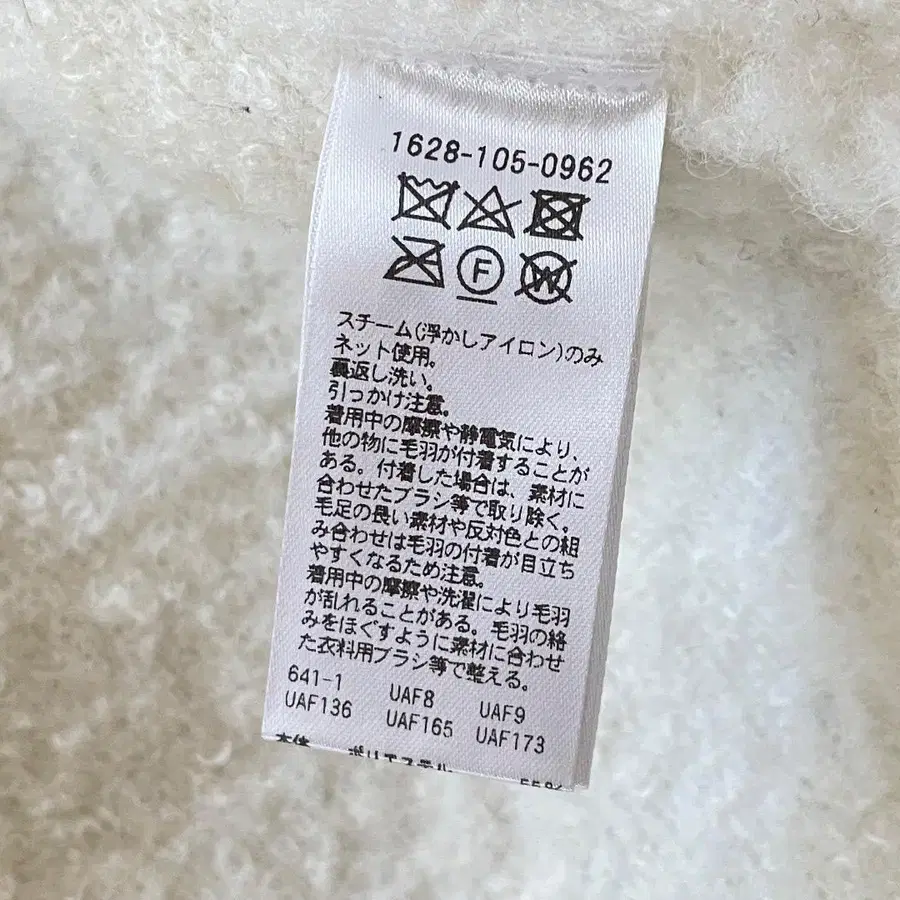 1628-105-0962
F
W
スチーム(浮かしアイロン)のみ
ネット使用。
裏返し洗い。
引っかけ注意。
着用中の摩擦や静電気により、
他の物に毛羽が付着することが
ある。付着した場合は、素材に
合わせたブラシ等で取り除く。
毛足の長い素材や反対色との組
み合わせは毛羽の付着が目立ち
やすくなるため注意。
着用中の摩擦や洗濯により毛羽
が乱れることがある。毛羽の絡
みをほぐすように素材に合わせ
た衣料用ブラシ等で整える。
641-1 UAF8 UAF9
UAF136 UAF165 UAF173
本体 ポリエステル 55%